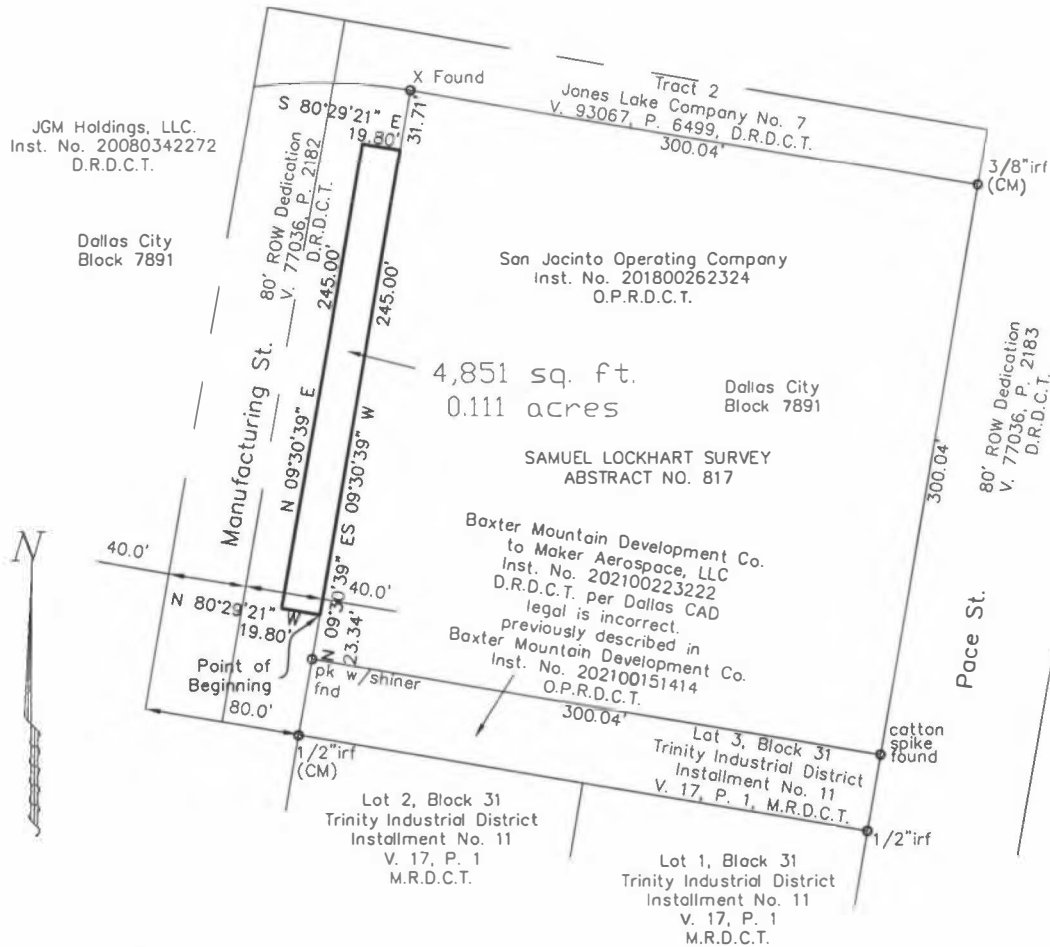 X Found
S 80°29'21" E
19.80'
31.71'
Tract 2
Jones Lake Company No. 7
V. 93067, P. 6499, D.R.D.C.T.
300.04'
3/8"irf
(CM)
JGM Holdings, LLC.
Inst. No. 20080342272
D.R.D.C.T.
Dallas City
Block 7891
80' ROW Dedication
V. 77036, P. 2182
D.R.D.C.T.
245.00'
245.00'
San Jacinto Operating Company
Inst. No. 201800262324
O.P.R.D.C.T.
4,851 sq. ft.
0.111 acres
Dallas City
Block 7891
80' ROW Dedication
V. 77036, P. 2183
D.R.D.C.T.
Manufacturing St.
N 09°30'39" E
S 09°30'39" W
SAMUEL LOCKHART SURVEY
ABSTRACT NO. 817
300.04'
N
40.0'
40.0'
N 80°29'21" W
19.80'
N 09°30'39" E
23.34'
Baxter Mountain Development Co.
to Maker Aerospace, LLC
Inst. No. 202100223222
D.R.D.C.T. per Dallas CAD
legal is incorrect.
previously described in
Baxter Mountain Development Co.
Inst. No. 202100151414
O.P.R.D.C.T.
300.04'
Pace St.
Point of
Beginning
80.0'
pk w/shiner
fnd
catton
spike
found
1/2"irf
(CM)
Lot 3, Block 31
Trinity Industrial District
Installment No. 11
V. 17, P. 1, M.R.D.C.T.
1/2"irf
Lot 2, Block 31
Trinity Industrial District
Installment No. 11
V. 17, P. 1
M.R.D.C.T.
Lot 1, Block 31
Trinity Industrial District
Installment No. 11
V. 17, P. 1
M.R.D.C.T.